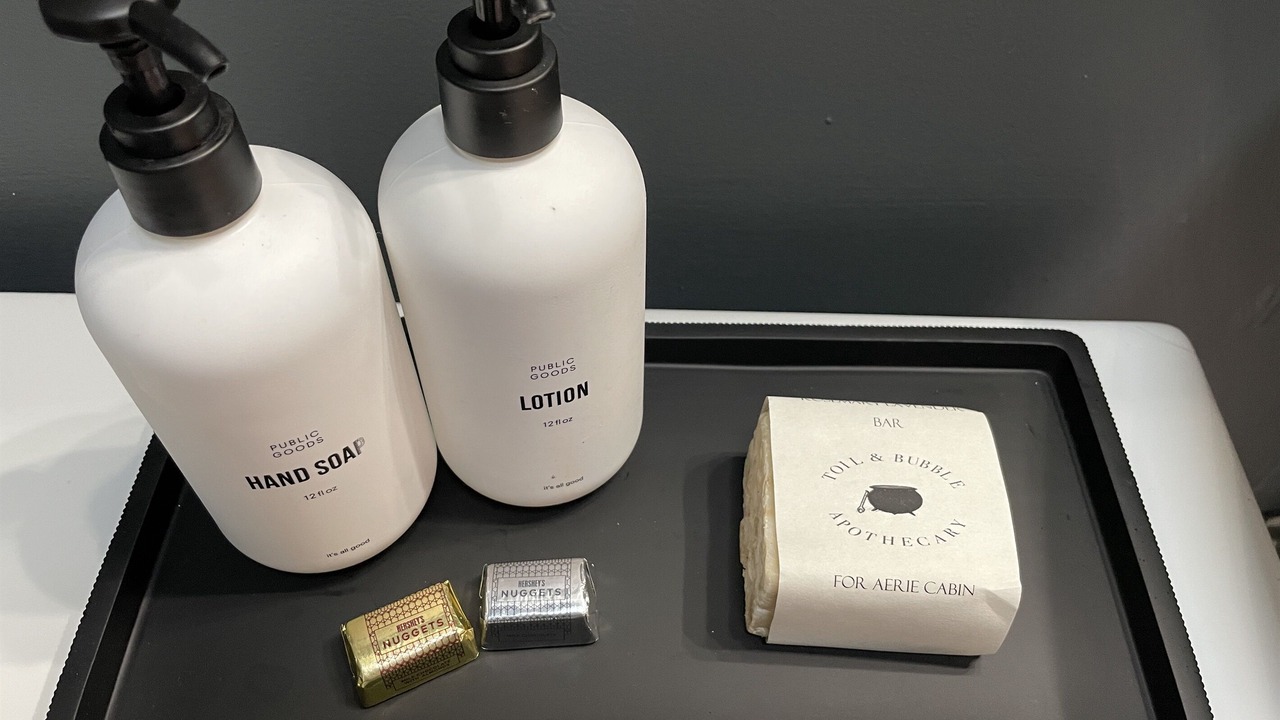 PUBLIC
GOODS
HAND SOAP
12 fl oz
it's all good
PUBLIC
GOODS
LOTION
12 fl oz
it's all good
HERSHEY'S
NUGGETS
HERSHEY'S
NUGGETS
BAR
TOIL & BUBBLE
APOTHECARY
FOR AERIE CABIN